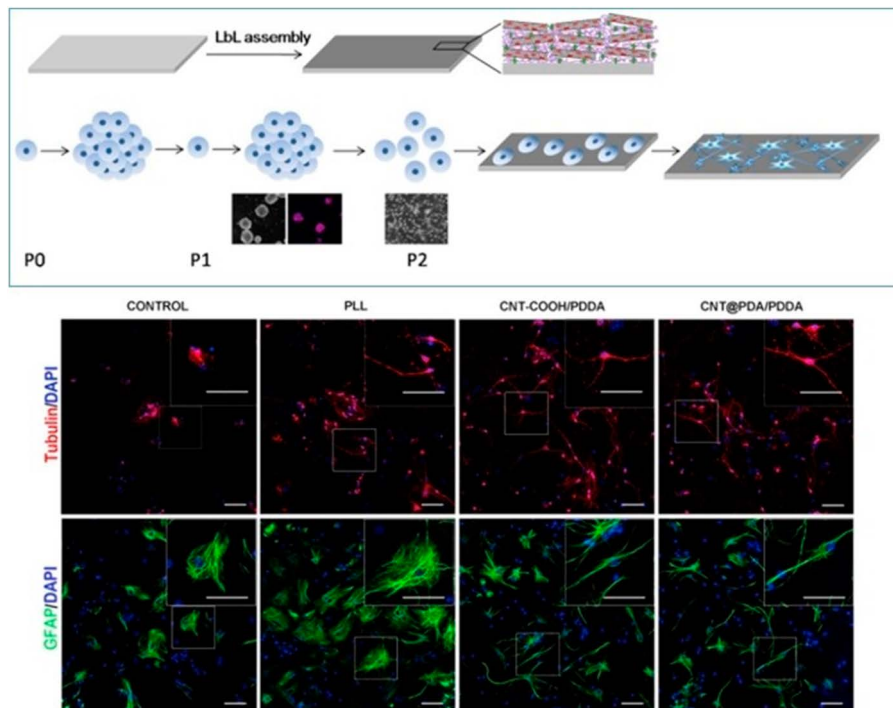 LbL assembly
P0
P1
P2
CONTROL
PLL
CNT-COOH/PDDA
CNT@PDA/PDDA
Tubulin/DAPI
GFAP/DAPI